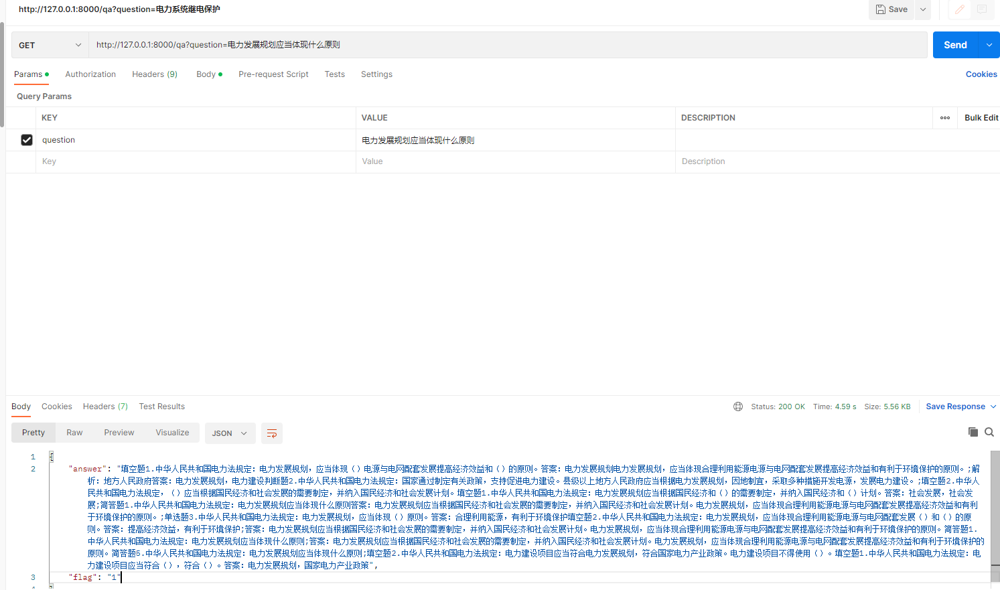 http://127.0.0.1:8000/qa?question=电力系统继电保护
Save
GET
http://127.0.0.1:8000/qa?question=电力发展规划应当体现什么原则
Send
Params
Authorization
Headers (9)
Body
Pre-request Script
Tests
Settings
Cookies
Query Params
KEY
VALUE
DESCRIPTION
Bulk Edit
question
电力发展规划应当体现什么原则
Key
Value
Description
Body
Cookies
Headers (7)
Test Results
Status: 200 OK
Time: 4.59 s
Size: 5.56 KB
Save Response
Pretty
Raw
Preview
Visualize
JSON
1
{
2
"answer": "填空题1.中华人民共和国电力法规定: 电力发展规划, 应当体现 () 电源与电网配套发展提高经济效益和 () 的原则。答案: 电力发展规划电力发展规划, 应当体现合理利用能源电源与电网配套发展提高经济效益和有利于环境保护的原则。;解
析: 地方人民政府答案: 电力发展规划, 电力建设判断题2.中华人民共和国电力法规定: 国家通过制定有关政策, 支持促进电力建设。县级以上地方人民政府应当根据电力发展规划, 因地制宜, 采取多种措施开发电源, 发展电力建设。;填空题2.中华人
民共和国电力法规定, () 应当根据国民经济和社会发展的需要制定, 并纳入国民经济和社会发展计划。填空题1.中华人民共和国电力法规定: 电力发展规划应当根据国民经济和 () 的需要制定, 并纳入国民经济和 () 计划。答案: 社会发展, 社会发
展;简答题1.中华人民共和国电力法规定: 电力发展规划应当体现什么原则答案: 电力发展规划应当根据国民经济和社会发展的需要制定, 并纳入国民经济和社会发展计划。电力发展规划, 应当体现合理利用能源电源与电网配套发展提高经济效益和有利
于环境保护的原则。;单选题3.中华人民共和国电力法规定: 电力发展规划, 应当体现 () 原则。答案: 合理利用能源, 有利于环境保护填空题2.中华人民共和国电力法规定: 电力发展规划, 应当体现合理利用能源电源与电网配套发展 () 和 () 的原
则。答案: 提高经济效益, 有利于环境保护;答案: 电力发展规划应当根据国民经济和社会发展的需要制定, 并纳入国民经济和社会发展计划。电力发展规划, 应当体现合理利用能源电源与电网配套发展提高经济效益和有利于环境保护的原则。简答题1.
中华人民共和国电力法规定: 电力发展规划应当体现什么原则;答案: 电力发展规划应当根据国民经济和社会发展的需要制定, 并纳入国民经济和社会发展计划。电力发展规划, 应当体现合理利用能源电源与电网配套发展提高经济效益和有利于环境保护的
原则。简答题5.中华人民共和国电力法规定: 电力发展规划应当体现什么原则;填空题2.中华人民共和国电力法规定: 电力建设项目应当符合电力发展规划, 符合国家电力产业政策。电力建设项目不得使用 () 。填空题1.中华人民共和国电力法规定: 电
力建设项目应当符合 () , 符合 () 。答案: 电力发展规划, 国家电力产业政策",
3
"flag": "1"